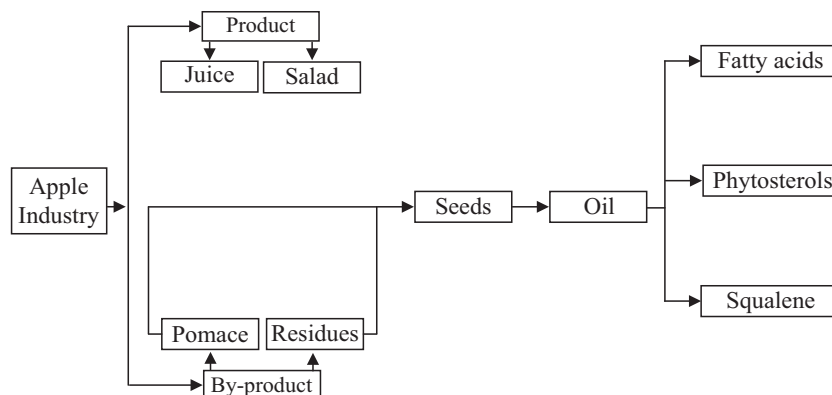 Product
Juice
Salad
Fatty acids
Apple
Industry
Seeds
Oil
Phytosterols
Squalene
Pomace
Residues
By-product